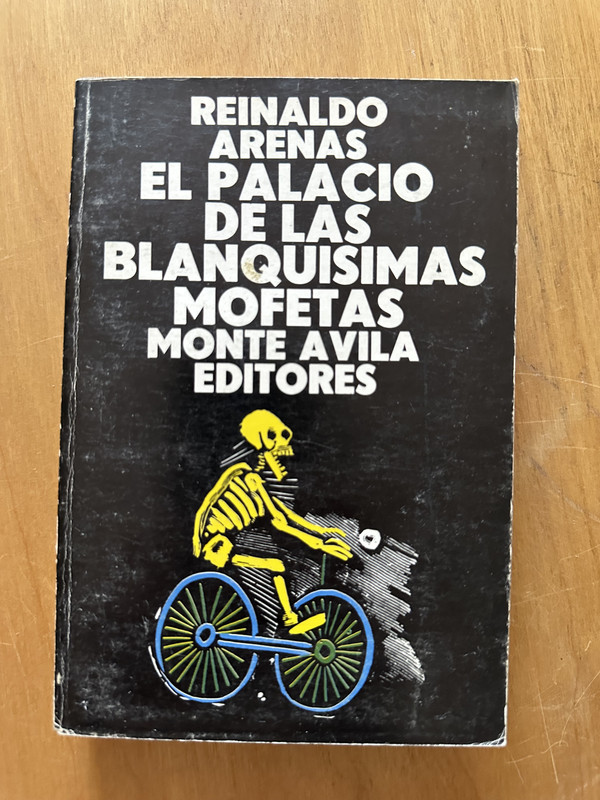 REINALDO
ARENAS
EL PALACIO
DE LAS
BLANQUISIMAS
MOFETAS
MONTE AVILA
EDITORES